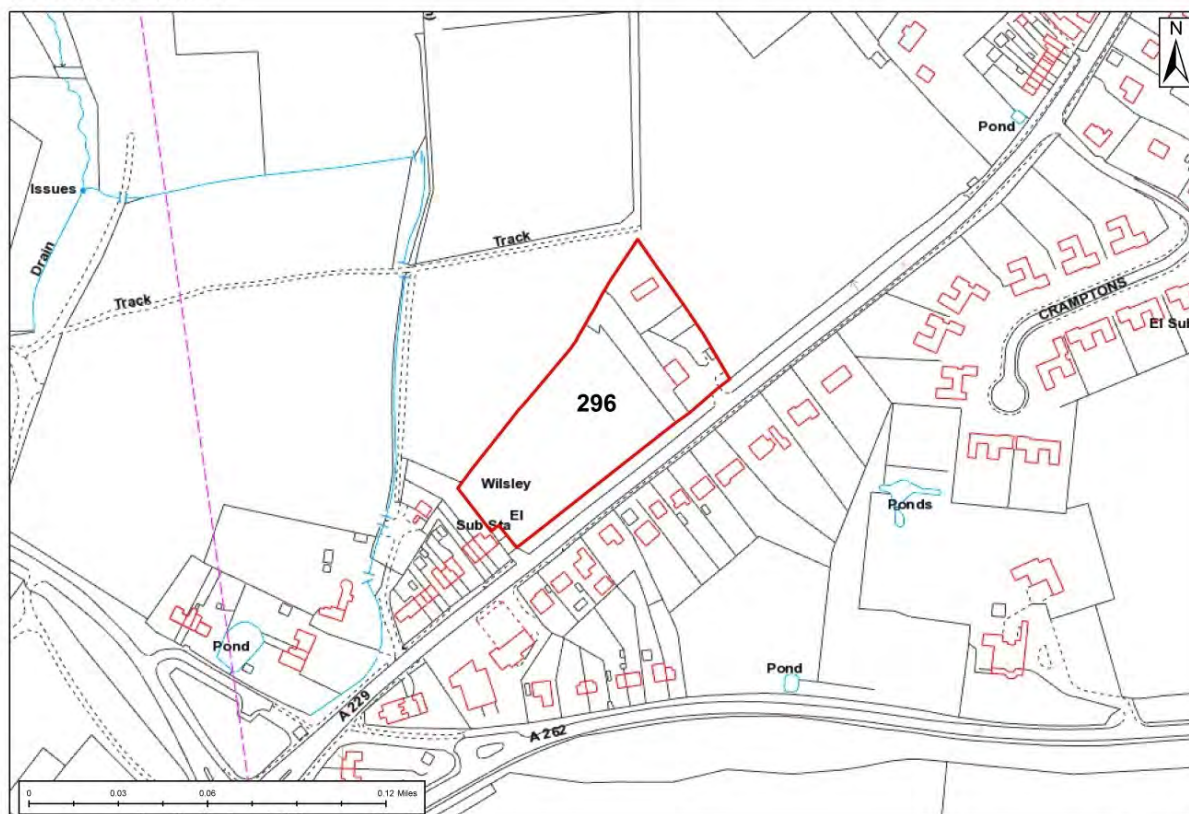 N
Pond
Issues
Drain
Track
Track
CRAMPTONS
El Sub
296
Wilsley
El
Sub Sta
Ponds
Pond
Pond
A 229
A 262
0 0.03 0.06 0.12 Miles